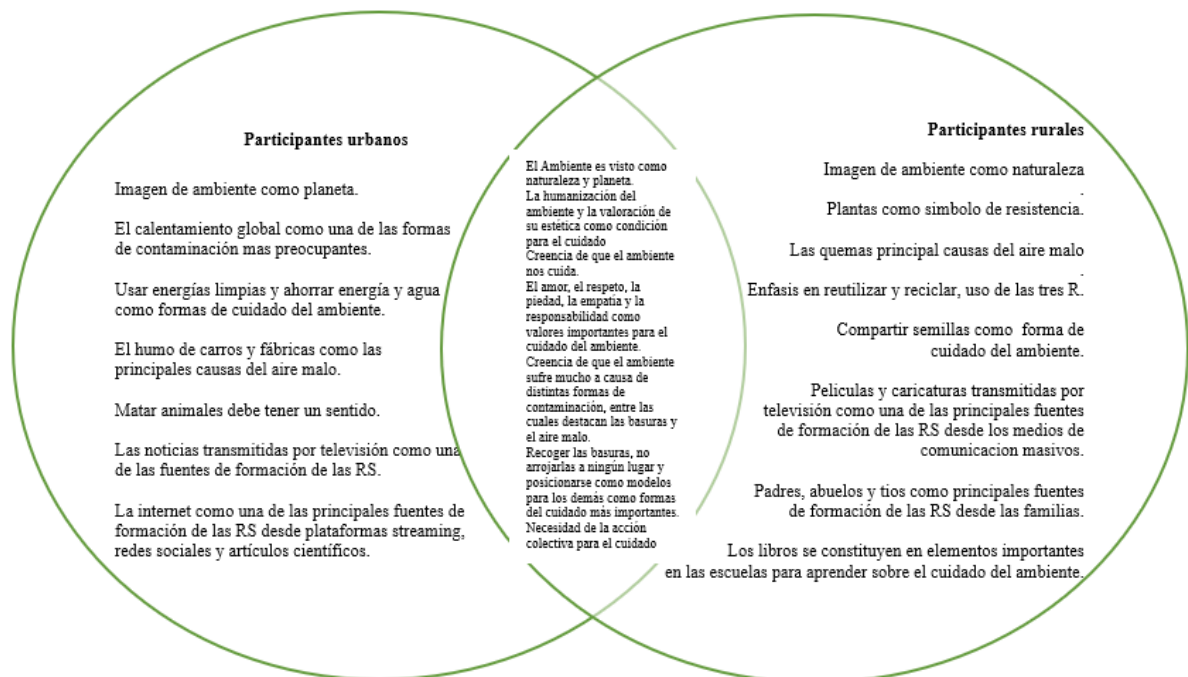 Participantes urbanos
Imagen de ambiente como planeta.
El calentamiento global como una de las formas
de contaminación mas preocupantes.
Usar energías limpias y ahorrar energía y agua
como formas de cuidado del ambiente.
El humo de carros y fábricas como las
principales causas del aire malo.
Matar animales debe tener un sentido.
Las noticias transmitidas por televisión como una
de las fuentes de formación de las RS.
La internet como una de las principales fuentes de
formación de las RS desde plataformas streaming,
redes sociales y artículos científicos.
El Ambiente es visto como
naturaleza y planeta.
La humanización del
ambiente y la valoración de
su estética como condición
para el cuidado
Creencia de que el ambiente
nos cuida.
El amor, el respeto, la
piedad, la empatía y la
responsabilidad como
valores importantes para el
cuidado del ambiente.
Creencia de que el ambiente
sufre mucho a causa de
distintas formas de
contaminación, entre las
cuales destacan las basuras y
el aire malo.
Recoger las basuras, no
arrojarlas a ningún lugar y
posicionarse como modelos
para los demás como formas
del cuidado más importantes.
Necesidad de la acción
colectiva para el cuidado
Participantes rurales
Imagen de ambiente como naturaleza
.
Plantas como simbolo de resistencia.
Las quemas principal causas del aire malo
.
Enfasis en reutilizar y reciclar, uso de las tres R.
Compartir semillas como forma de
cuidado del ambiente.
Peliculas y caricaturas transmitidas por
televisión como una de las principales fuentes
de formación de las RS desde los medios de
comunicacion masivos.
Padres, abuelos y tios como principales fuentes
de formación de las RS desde las familias.
Los libros se constituyen en elementos importantes
en las escuelas para aprender sobre el cuidado del ambiente.